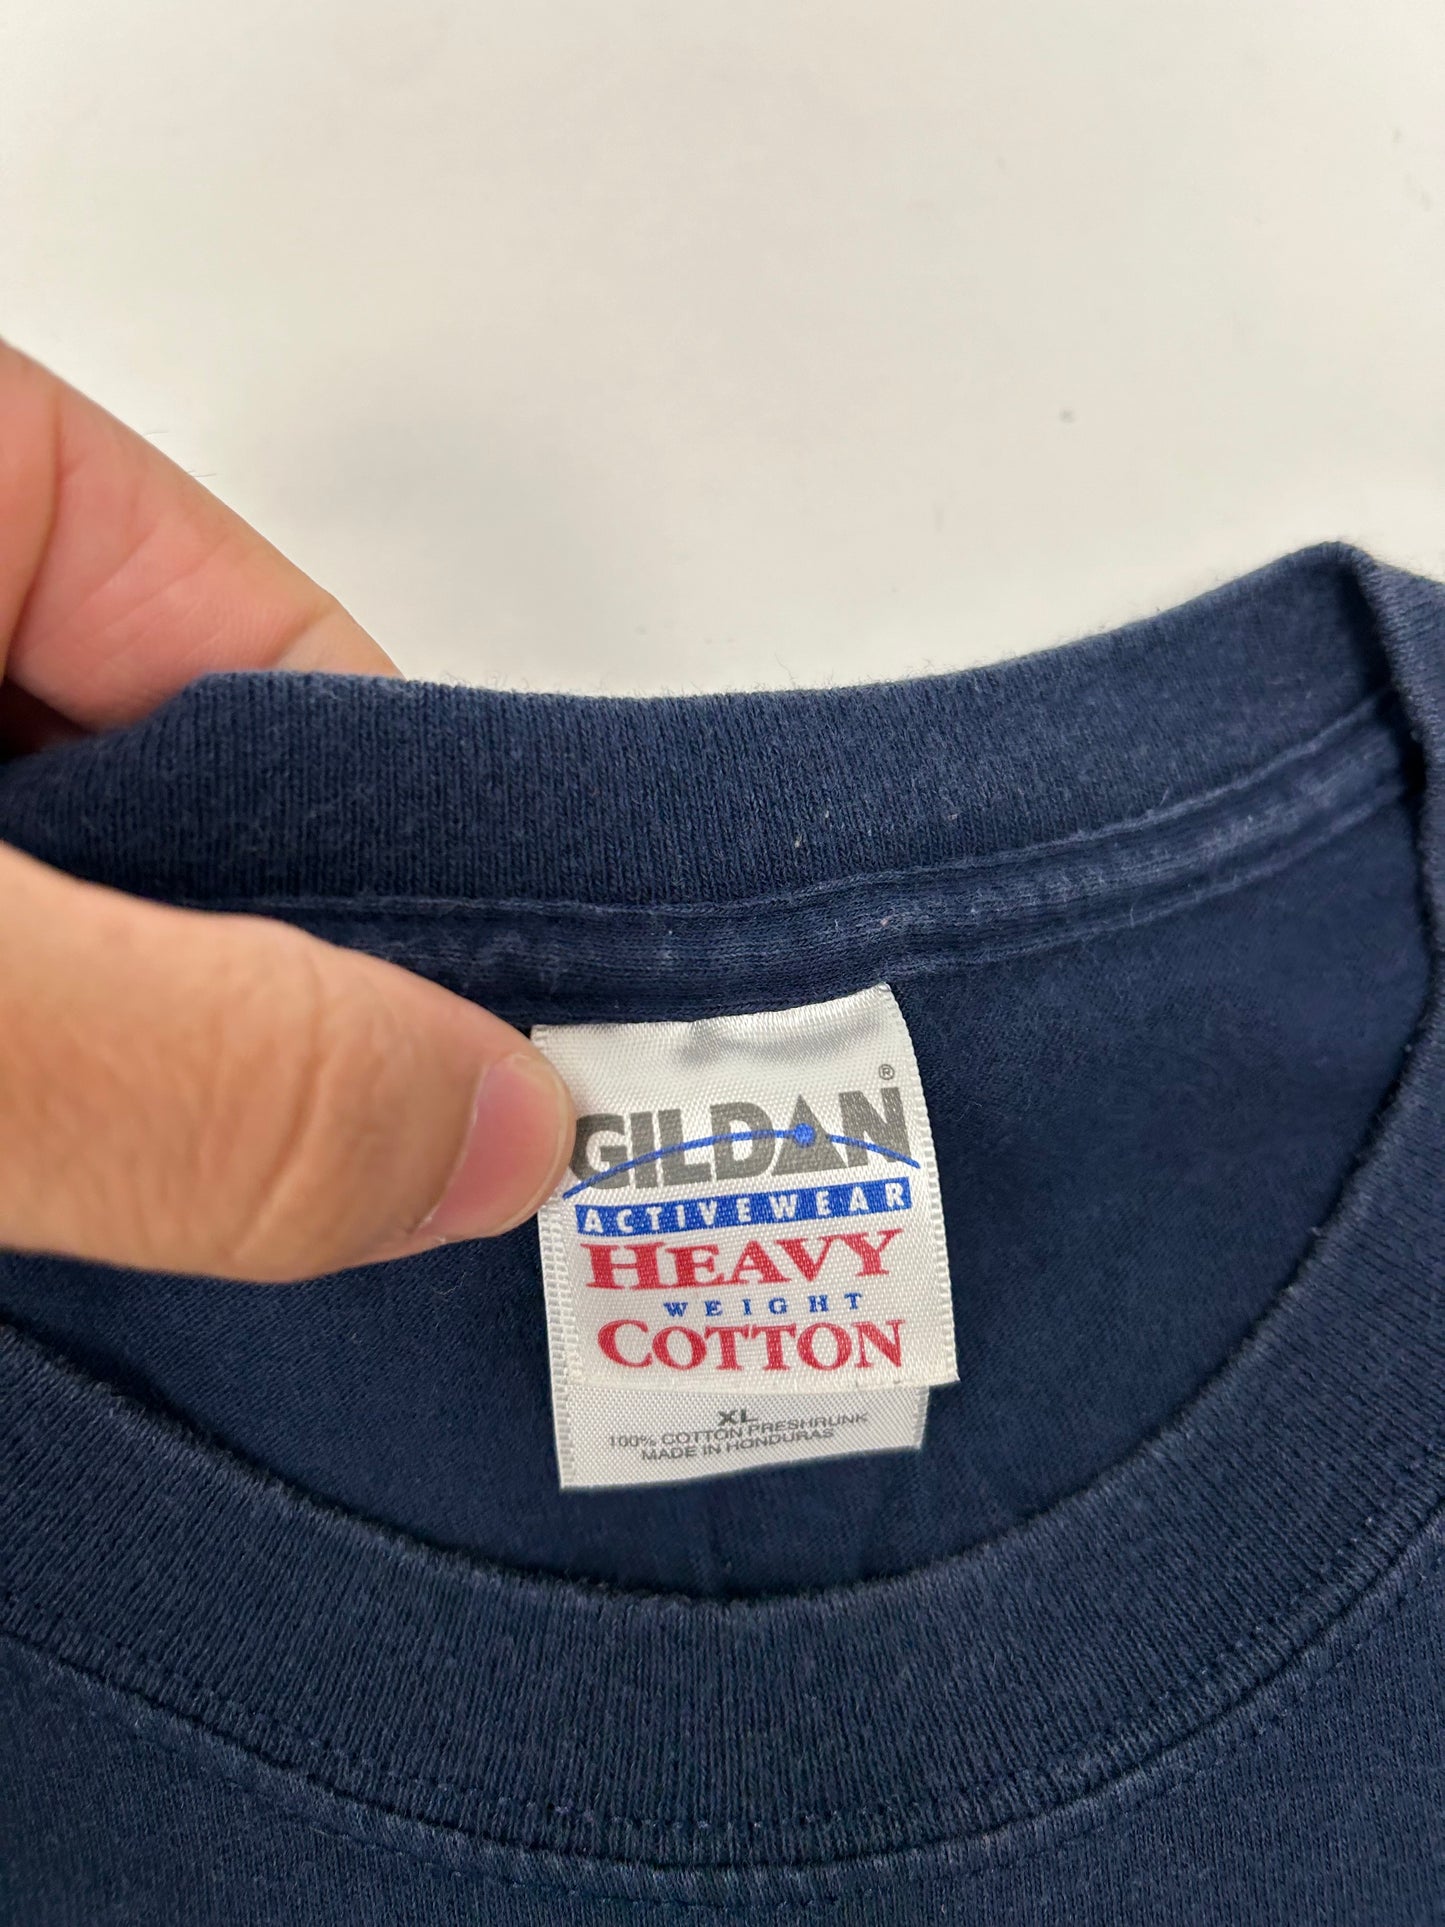 GILDAN®
ACTIVEWEAR
HEAVY
WEIGHT
COTTON
XL
100% COTTON PRESHRUNK
MADE IN HONDURAS